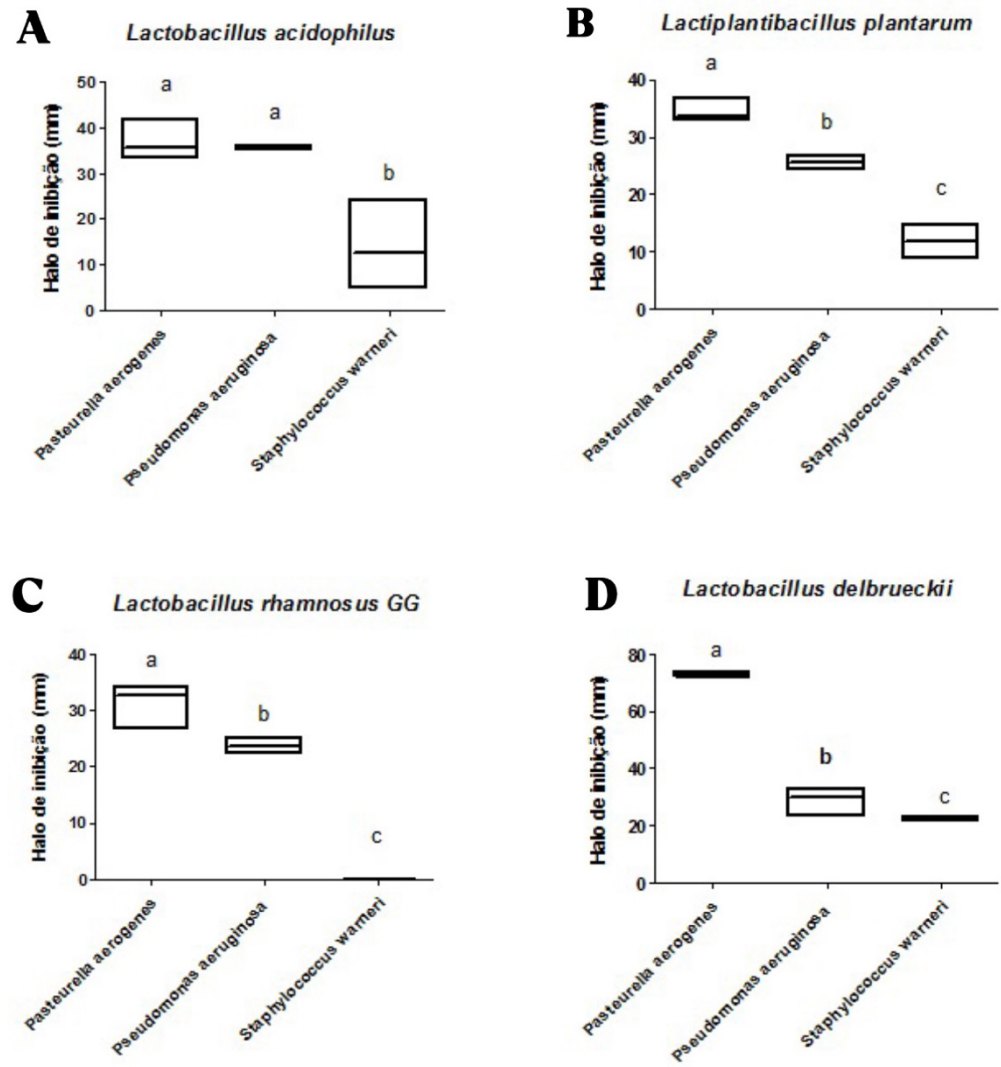 A
Lactobacillus acidophilus
Halo de inibição (mm)
50
40
30
20
10
0
a
a
b
Pasteurella aerogenes
Pseudomonas aeruginosa
Staphylococcus warneri
B
Lactiplantibacillus plantarum
Halo de inibição (mm)
40
30
20
10
0
a
b
c
Pasteurella aerogenes
Pseudomonas aeruginosa
Staphylococcus warneri
C
Lactobacillus rhamnosus GG
Halo de inibição (mm)
40
30
20
10
0
a
b
c
Pasteurella aerogenes
Pseudomonas aeruginosa
Staphylococcus warneri
D
Lactobacillus delbrueckii
Halo de inibição (mm)
80
60
40
20
0
a
b
c
Pasteurella aerogenes
Pseudomonas aeruginosa
Staphylococcus warneri